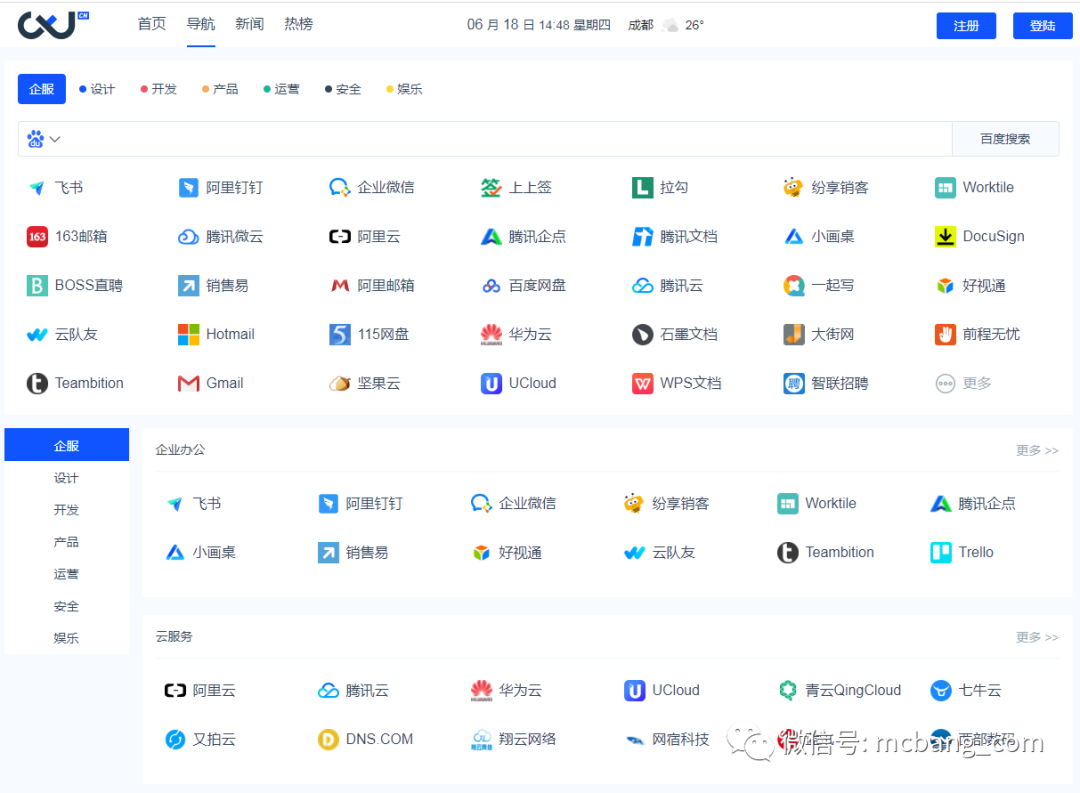 CN
首页 导航 新闻 热榜 06 月 18 日 14:48 星期四 成都 26° 注册 登陆
企服 设计 开发 产品 运营 安全 娱乐
du 百度搜索
飞书 阿里钉钉 企业微信 签 上上签 L 拉勾 纷享销客 Worktile
163 163邮箱 腾讯微云 阿里云 腾讯企点 腾讯文档 小画桌 DocuSign
B BOSS直聘 销售易 阿里邮箱 百度网盘 腾讯云 一起写 好视通
云队友 Hotmail 5 115网盘 HUAWEI 华为云 石墨文档 大街网 前程无忧
t Teambition Gmail 坚果云 U UCloud W WPS文档 聘 智联招聘 更多
企服
设计
开发
产品
运营
安全
娱乐
企业办公 更多 >>
飞书 阿里钉钉 企业微信 纷享销客 Worktile 腾讯企点
小画桌 销售易 好视通 云队友 t Teambition Trello
云服务 更多 >>
阿里云 腾讯云 HUAWEI 华为云 U UCloud 青云QingCloud 七牛云
又拍云 D DNS.COM 翔云网络 网宿科技 西部数码
微信号: mcbang_com